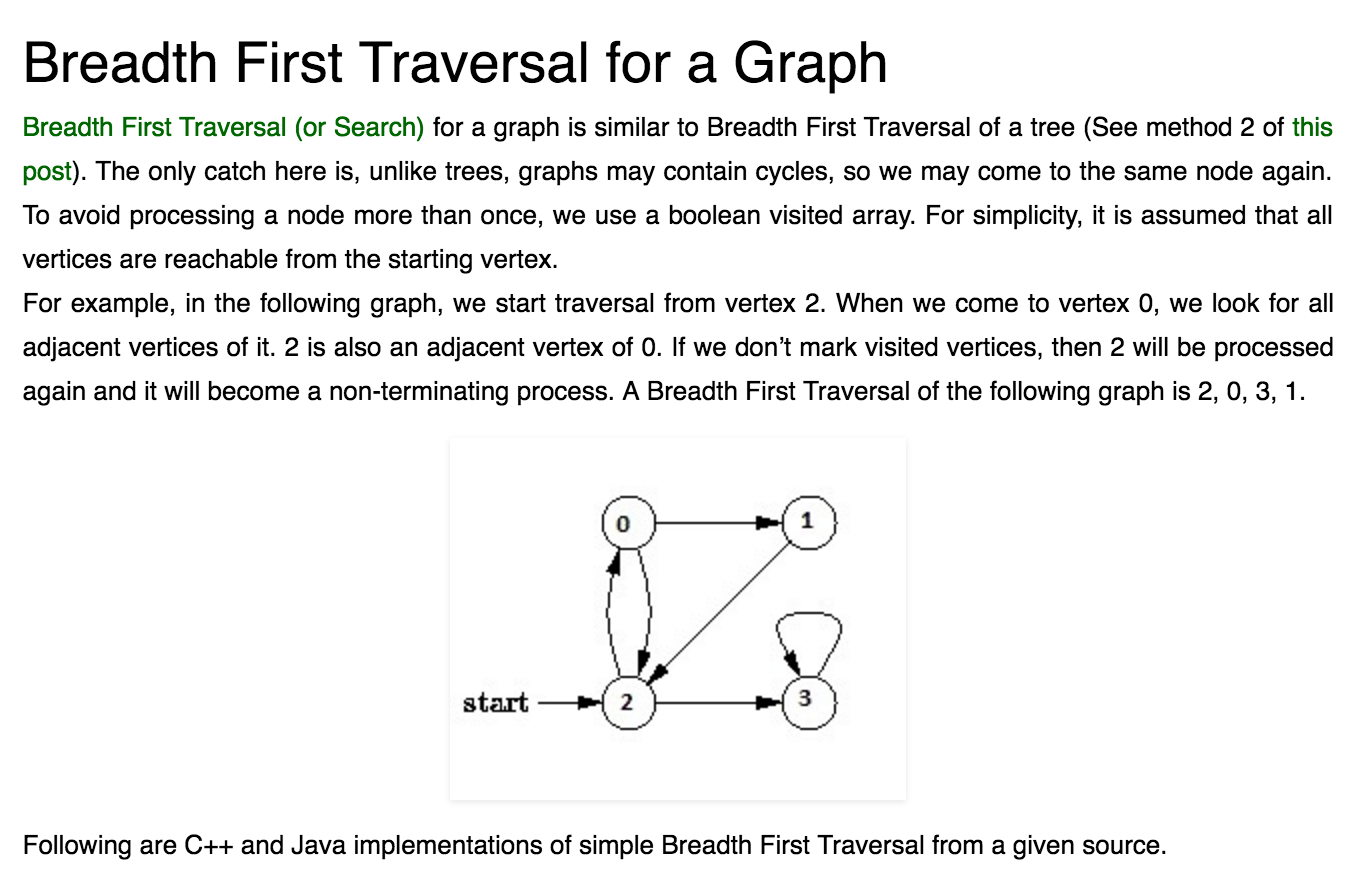 Breadth First Traversal for a Graph
Breadth First Traversal (or Search) for a graph is similar to Breadth First Traversal of a tree (See method 2 of this
post). The only catch here is, unlike trees, graphs may contain cycles, so we may come to the same node again.
To avoid processing a node more than once, we use a boolean visited array. For simplicity, it is assumed that all
vertices are reachable from the starting vertex.
For example, in the following graph, we start traversal from vertex 2. When we come to vertex 0, we look for all
adjacent vertices of it. 2 is also an adjacent vertex of 0. If we don’t mark visited vertices, then 2 will be processed
again and it will become a non-terminating process. A Breadth First Traversal of the following graph is 2, 0, 3, 1.
0 1
start 2 3
Following are C++ and Java implementations of simple Breadth First Traversal from a given source.